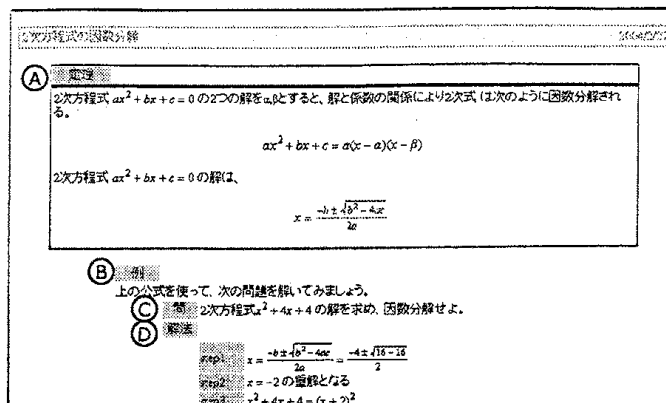 2次方程式の因数分解
A 定理
2次方程式 ax² + bx + c = 0 の2つの解をα,βとすると、解と係数の関係により2次式 は次のように因数分解され
る。
ax² + bx + c = a(x − α)(x − β)
2次方程式 ax² + bx + c = 0 の解は、
x = (−b ± √(b² − 4ac)) / 2a
B 例
上の公式を使って、次の問題を解いてみましょう。
C 問 2次方程式x² + 4x + 4 の解を求め、因数分解せよ。
D 解法
step1 x = (−b ± √(b² − 4ac)) / 2a = (−4 ± √(16 − 16)) / 2
step2 x = −2 の重解となる
step3 x² + 4x + 4 = (x + 2)²